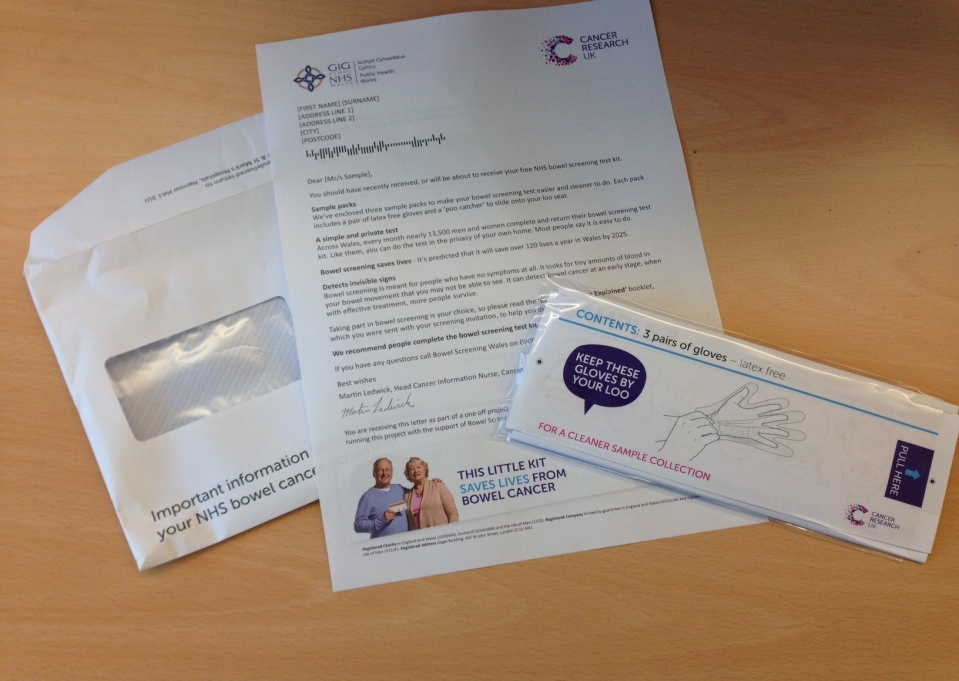 GIG
CYMRU
NHS
WALES
Iechyd Cyhoeddus
Cymru
Public Health
Wales
CANCER
RESEARCH
UK
[FIRST NAME] [SURNAME]
[ADDRESS LINE 1]
[ADDRESS LINE 2]
[CITY]
[POSTCODE]
Dear [Mr/s Sample],
You should have recently received, or will be about to receive your free NHS bowel screening test kit.
Sample packs
We've enclosed three sample packs to make your bowel screening test easier and cleaner to do. Each pack
includes a pair of latex free gloves and a 'poo catcher' to slide onto your loo seat.
A simple and private test
Across Wales, every month nearly 13,500 men and women complete and return their bowel screening test
kit. Like them, you can do the test in the privacy of your own home. Most people say it is easy to do.
Bowel screening saves lives - it's predicted that it will save over 120 lives a year in Wales by 2025.
Detects invisible signs
Bowel screening is meant for people who have no symptoms at all. It looks for tiny amounts of blood in
your bowel movement that you may not be able to see. It can detect bowel cancer at an early stage, when
with effective treatment, more people survive.
Taking part in bowel screening is your choice, so please read the Explained' booklet,
which you were sent with your screening invitation, to help you
We recommend people complete the bowel screening test kit
If you have any questions call Bowel Screening Wales on
Best wishes
Martin Ledwick, Head Cancer Information Nurse,
Martin Ledwick
You are receiving this letter as part of a one off project
running this project with the support of Bowel
THIS LITTLE KIT
SAVES LIVES FROM
BOWEL CANCER
undelivered return to
& St Mark's Hospitals, Harrow HA1 3UJ
Important information
your NHS bowel
CONTENTS: 3 pairs of gloves – latex free
KEEP THESE
GLOVES BY
YOUR LOO
FOR A CLEANER SAMPLE COLLECTION
PULL HERE
CANCER
RESEARCH
UK